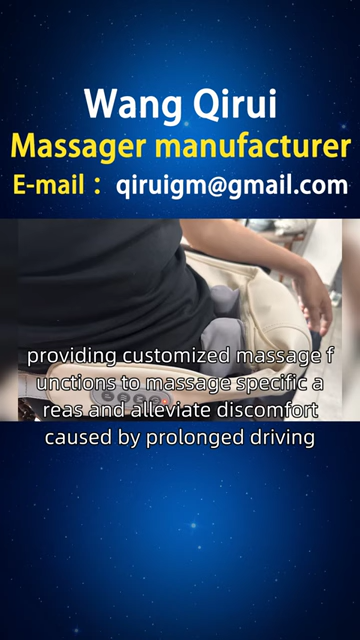 Wang Qirui
Massager manufacturer
E-mail： qiruigm@gmail.com
providing customized massage f
unctions to massage specific a
reas and alleviate discomfort
caused by prolonged driving